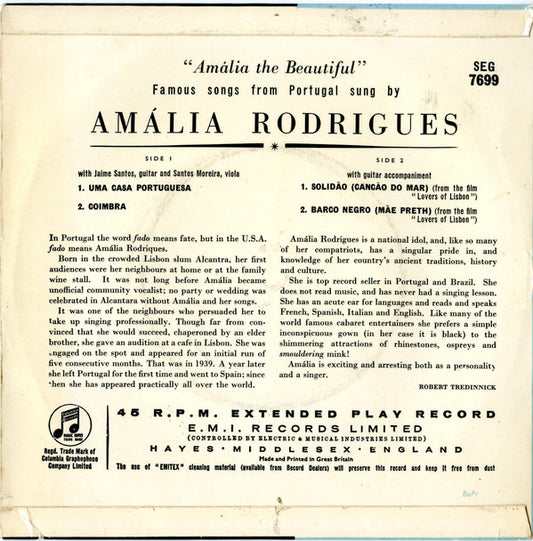 "Amália the Beautiful"
SEG
7699
Famous songs from Portugal sung by
AMÁLIA RODRIGUES
SIDE 1
with Jaime Santos, guitar and Santos Moreira, viola
1. UMA CASA PORTUGUESA
2. COIMBRA
SIDE 2
with guitar accompaniment
1. SOLIDÃO (CANCÃO DO MAR) (from the film
"Lovers of Lisbon")
2. BARCO NEGRO (MÃE PRETH) (from the film
"Lovers of Lisbon")
In Portugal the word fado means fate, but in the U.S.A.
fado means Amália Rodriques.
Born in the crowded Lisbon slum Alcantra, her first
audiences were her neighbours at home or at the family
wine stall. It was not long before Amália became
unofficial community vocalist; no party or wedding was
celebrated in Alcantara without Amália and her songs.
It was one of the neighbours who persuaded her to
take up singing professionally. Though far from con-
vinced that she would succeed, chaperoned by an elder
brother, she gave an audition at a cafe in Lisbon. She was
engaged on the spot and appeared for an initial run of
five consecutive months. That was in 1939. A year later
she left Portugal for the first time and went to Spain; since
then she has appeared practically all over the world.
Amália Rodrigues is a national idol, and, like so many
of her compatriots, has a singular pride in, and
knowledge of her country's ancient traditions, history
and culture.
She is top record seller in Portugal and Brazil. She
does not read music, and has never had a singing lesson.
She has an acute ear for languages and reads and speaks
French, Spanish, Italian and English. Like many of the
world famous cabaret entertainers she prefers a simple
inconspicuous gown (in her case it is black) to the
shimmering attractions of rhinestones, ospreys and
smouldering mink!
Amália is exciting and arresting both as a personality
and a singer.
ROBERT TREDINNICK
MAGIC NOTES
TRADE MARK
Regd. Trade Mark of
Columbia Graphophone
Company Limited
45 R.P.M. EXTENDED PLAY RECORD
E.M.I. RECORDS LIMITED
(CONTROLLED BY ELECTRIC & MUSICAL INDUSTRIES LIMITED)
HAYES · MIDDLESEX · ENGLAND
Made and Printed in Great Britain
The use of "EMITEX" cleaning material (available from Record Dealers) will preserve this record and keep it free from dust